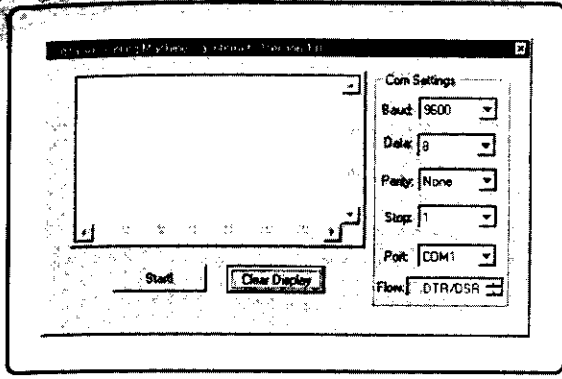 Com Settings
Baud: 9600
Data: 8
Parity: None
Stop: 1
Port: COM1
Flow: DTR/DSR
Start!
Clear Display